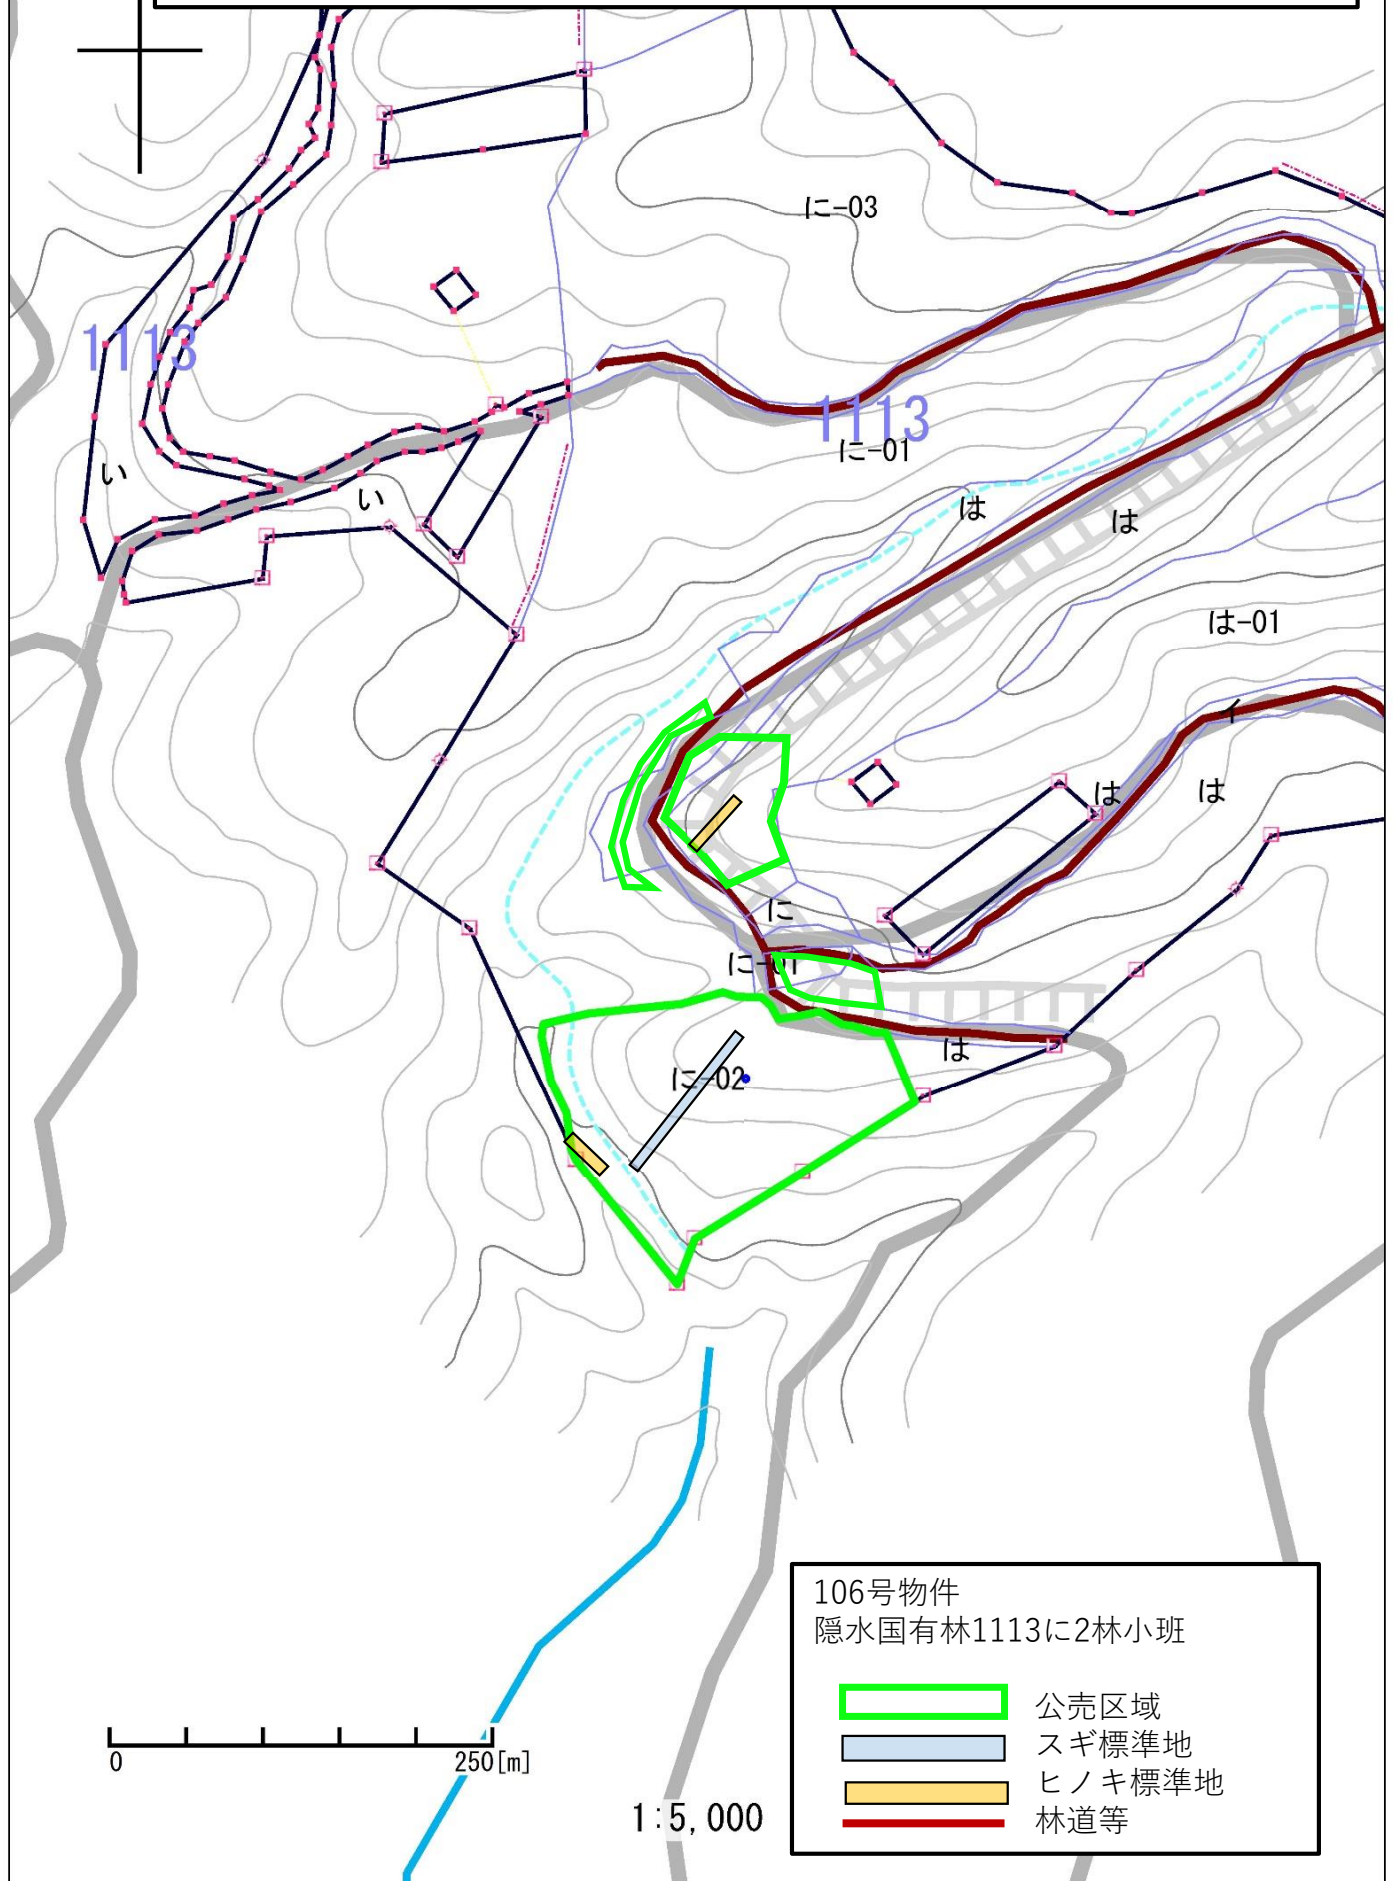 に-03
1113
1113
に-01
い
い
は
は
は-01
イ
は
は
に
に-01
は
に-02
106号物件
隠水国有林1113に2林小班
公売区域
スギ標準地
ヒノキ標準地
林道等
0
250[m]
1:5,000